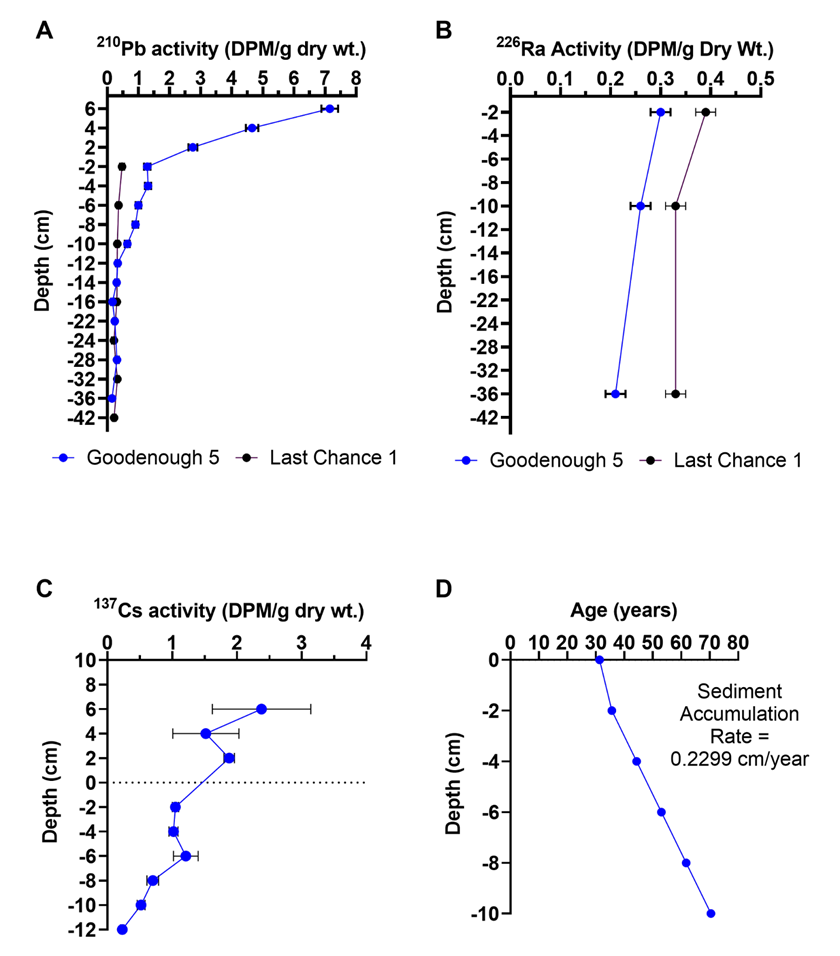 A
210Pb activity (DPM/g dry wt.)
0 1 2 3 4 5 6 7 8
6
4
2
-2
-4
-6
-8
-10
-12
-14
-16
-22
-24
-28
-32
-36
-42
Depth (cm)
Goodenough 5 Last Chance 1
B
226Ra Activity (DPM/g Dry Wt.)
0.0 0.1 0.2 0.3 0.4 0.5
-2
-4
-6
-8
-10
-12
-14
-16
-22
-24
-28
-32
-36
-42
Depth (cm)
Goodenough 5 Last Chance 1
C
137Cs activity (DPM/g dry wt.)
0 1 2 3 4
10
8
6
4
2
0
-2
-4
-6
-8
-10
-12
Depth (cm)
D
Age (years)
0 10 20 30 40 50 60 70 80
0
-2
-4
-6
-8
-10
Depth (cm)
Sediment
Accumulation
Rate =
0.2299 cm/year